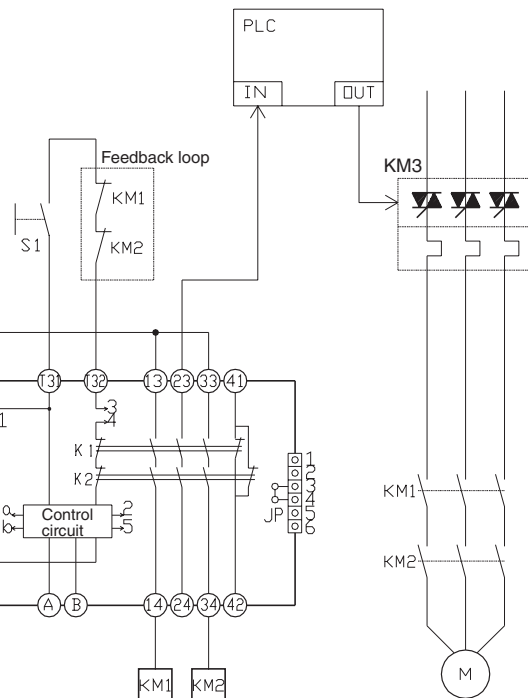 PLC
IN OUT
Feedback loop
KM3
KM1
S1
KM2
T31 T32 13 23 33 41
3
4
1
K1
1
2
K2
3
4
a
Control
circuit
2
JP
5
b
5
6
KM1
KM2
A B 14 24 34 42
KM1 KM2
M